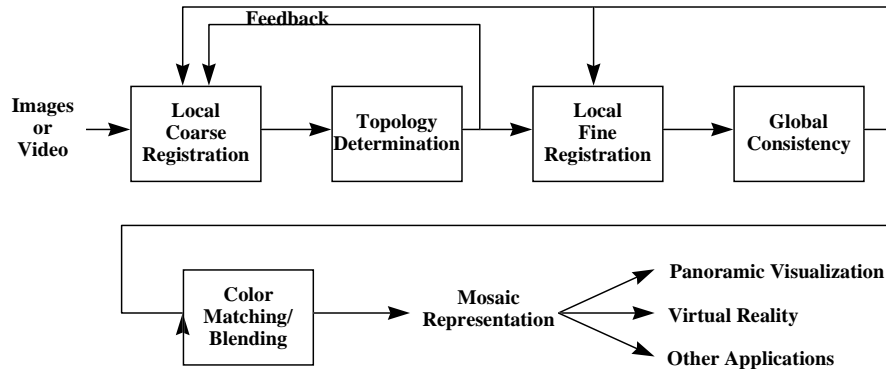 Feedback
Images
or
Video
Local
Coarse
Registration
Topology
Determination
Local
Fine
Registration
Global
Consistency
Color
Matching/
Blending
Mosaic
Representation
Panoramic Visualization
Virtual Reality
Other Applications